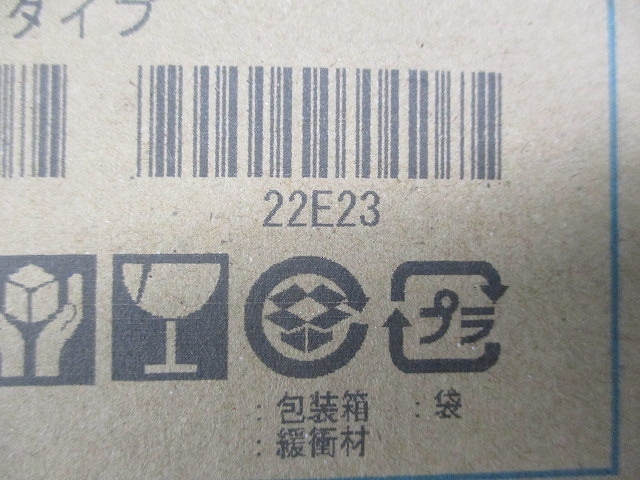 タイプ
22E23
プラ
：包装箱 ：袋
：緩衝材